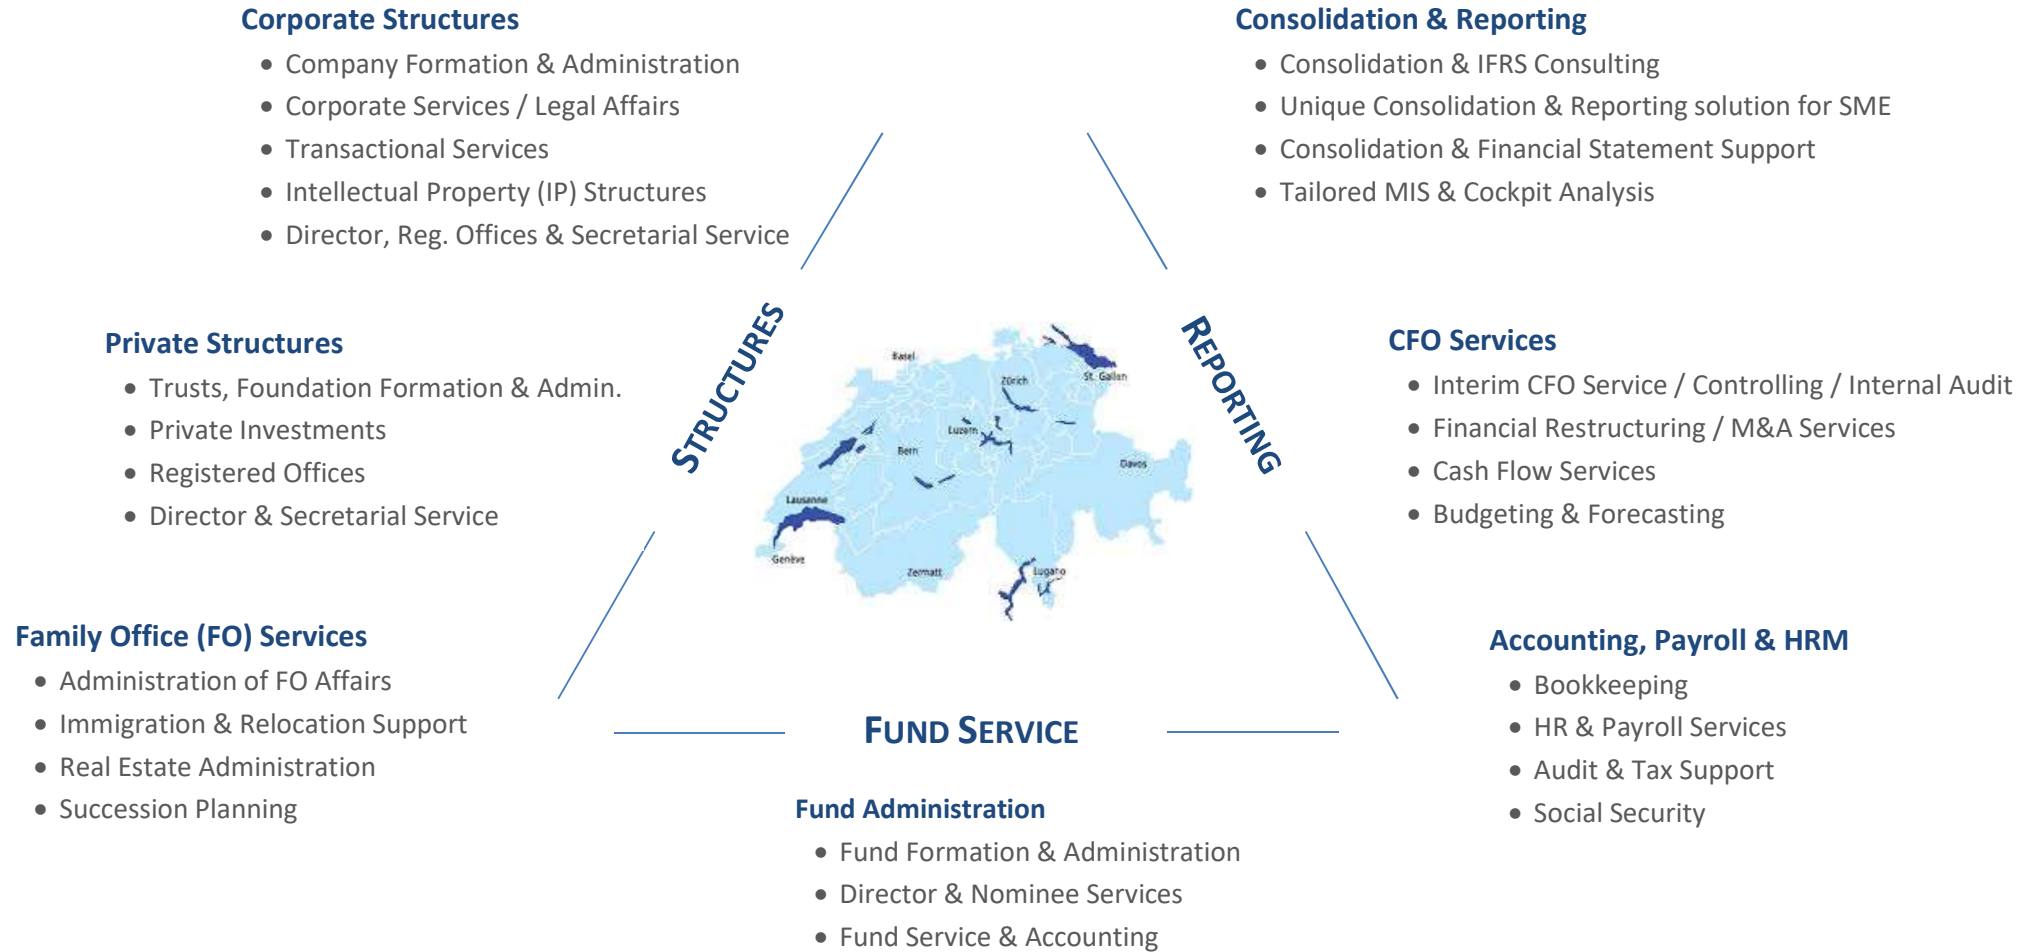 Corporate Structures
• Company Formation & Administration
• Corporate Services / Legal Affairs
• Transactional Services
• Intellectual Property (IP) Structures
• Director, Reg. Offices & Secretarial Service
Consolidation & Reporting
• Consolidation & IFRS Consulting
• Unique Consolidation & Reporting solution for SME
• Consolidation & Financial Statement Support
• Tailored MIS & Cockpit Analysis
Private Structures
• Trusts, Foundation Formation & Admin.
• Private Investments
• Registered Offices
• Director & Secretarial Service
STRUCTURES
Basel
Zürich
St. Gallen
Luzern
Bern
Davos
Lausanne
Genève
Zermatt
Lugano
REPORTING
CFO Services
• Interim CFO Service / Controlling / Internal Audit
• Financial Restructuring / M&A Services
• Cash Flow Services
• Budgeting & Forecasting
Family Office (FO) Services
• Administration of FO Affairs
• Immigration & Relocation Support
• Real Estate Administration
• Succession Planning
FUND SERVICE
Fund Administration
• Fund Formation & Administration
• Director & Nominee Services
• Fund Service & Accounting
Accounting, Payroll & HRM
• Bookkeeping
• HR & Payroll Services
• Audit & Tax Support
• Social Security